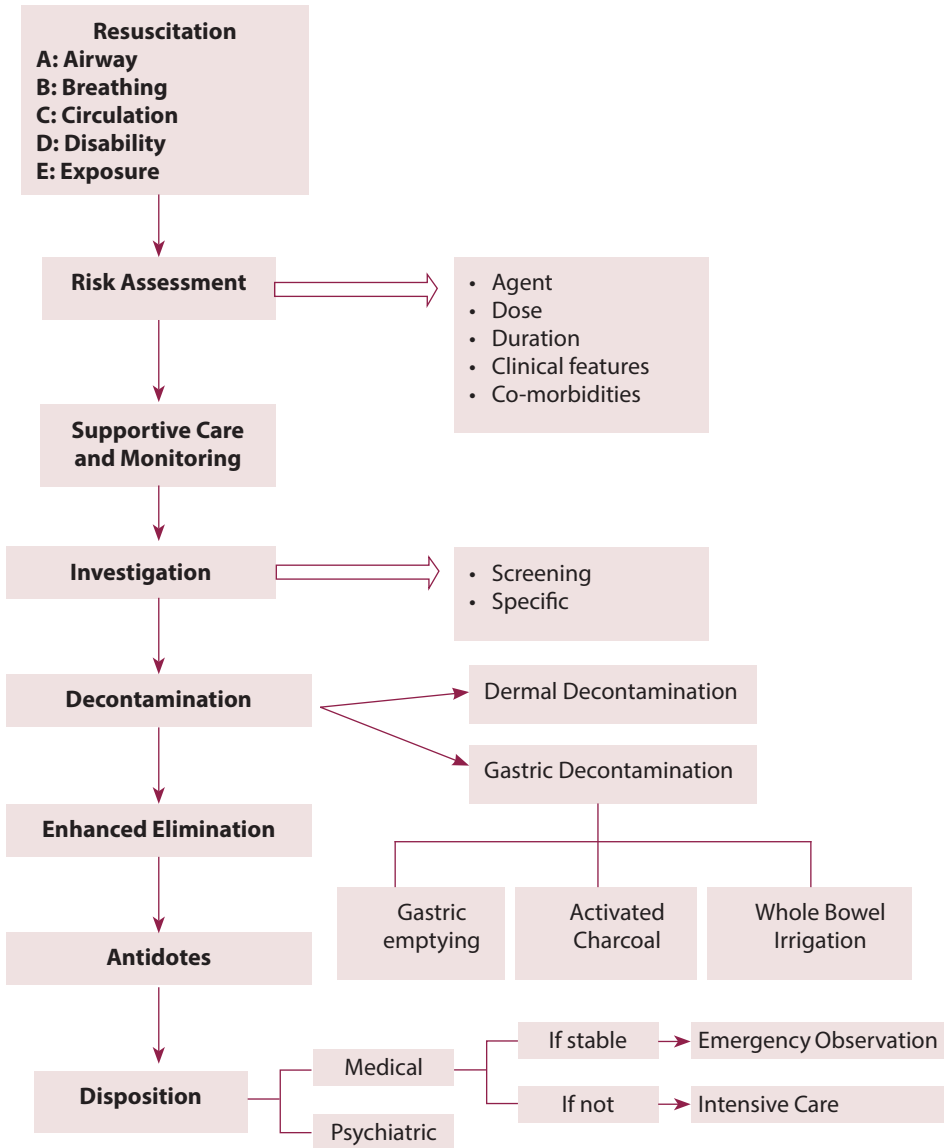 Resuscitation
A: Airway
B: Breathing
C: Circulation
D: Disability
E: Exposure
Risk Assessment
• Agent
• Dose
• Duration
• Clinical features
• Co-morbidities
Supportive Care
and Monitoring
Investigation
• Screening
• Specific
Decontamination
Dermal Decontamination
Gastric Decontamination
Gastric
emptying
Activated
Charcoal
Whole Bowel
Irrigation
Enhanced Elimination
Antidotes
Disposition
Medical
If stable
Emergency Observation
If not
Intensive Care
Psychiatric